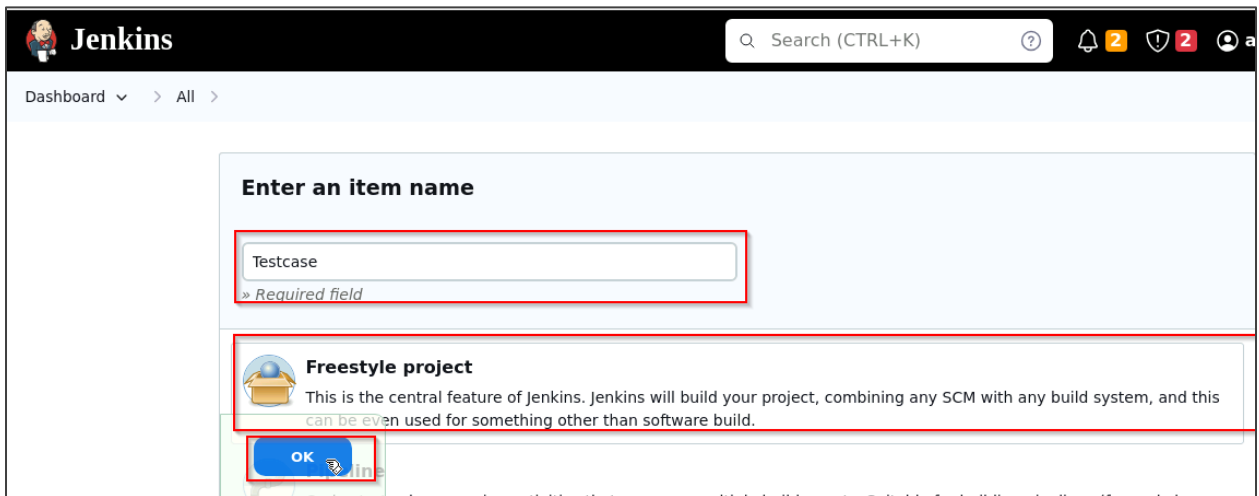 Jenkins
Search (CTRL+K)
2
2
a
Dashboard
All
Enter an item name
Testcase
» Required field
Freestyle project
This is the central feature of Jenkins. Jenkins will build your project, combining any SCM with any build system, and this
can be even used for something other than software build.
OK
Pipeline